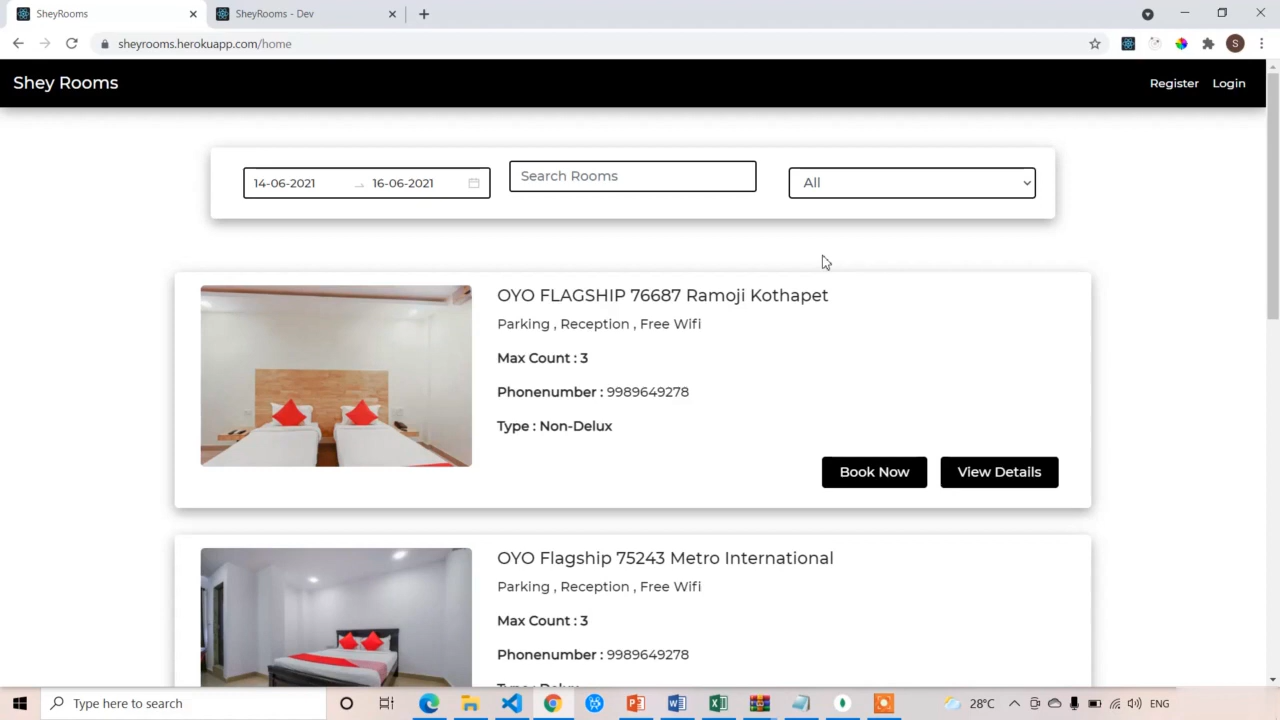 SheyRooms
SheyRooms - Dev
sheyrooms.herokuapp.com/home
S
Shey Rooms
Register
Login
14-06-2021
16-06-2021
Search Rooms
All
OYO FLAGSHIP 76687 Ramoji Kothapet
Parking , Reception , Free Wifi
Max Count : 3
Phonenumber : 9989649278
Type : Non-Delux
Book Now
View Details
OYO Flagship 75243 Metro International
Parking , Reception , Free Wifi
Max Count : 3
Phonenumber : 9989649278
Type here to search
28°C
ENG